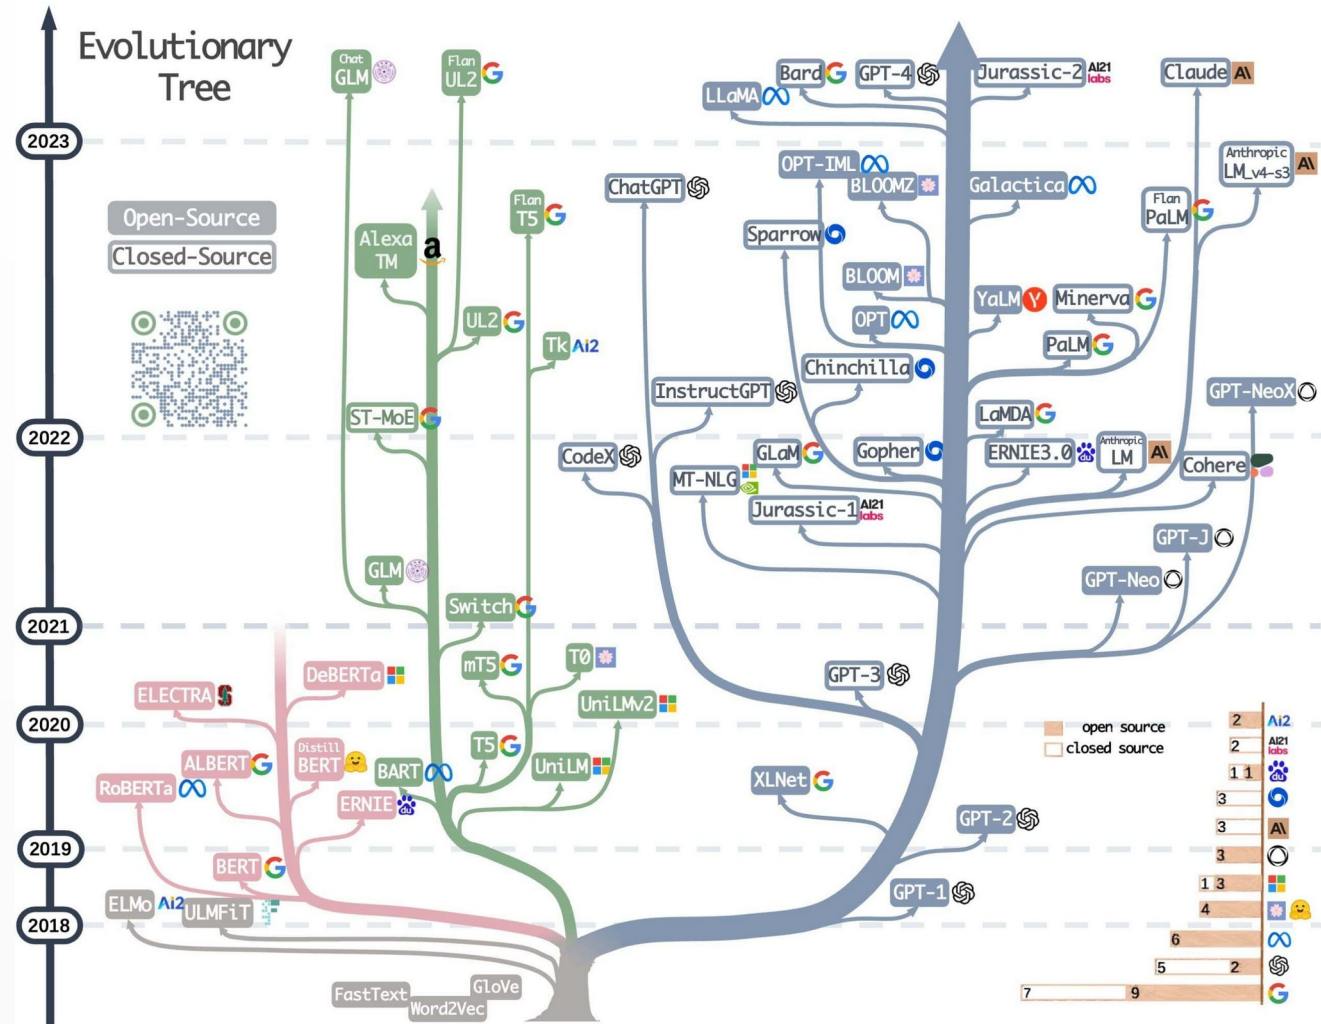 Evolutionary
Tree
2023
2022
2021
2020
2019
2018
Open-Source
Closed-Source
Chat
GLM
Flan
UL2
Alexa
TM
a
Flan
T5
UL2
Tk Ai2
ST-MoE
GLM
Switch
mT5
T0
UniLMv2
T5
UniLM
BART
DeBERTa
ELECTRA
ALBERT
Distill
BERT
RoBERTa
ERNIE
du
BERT
ELMo Ai2
ULMFiT
FastText
Word2Vec
GloVe
LLaMA
Bard
GPT-4
Jurassic-2 AI21
labs
Claude A\
ChatGPT
OPT-IML
BLOOMZ
Galactica
Anthropic
LM_v4-s3 A\
Flan
PaLM
Sparrow
BLOOM
YaLM Y
Minerva
OPT
PaLM
Chinchilla
InstructGPT
GPT-NeoX
LaMDA
CodeX
GLaM
Gopher
ERNIE3.0 du
Anthropic
LM A\
Cohere
MT-NLG
Jurassic-1 AI21
labs
GPT-J
GPT-Neo
GPT-3
XLNet
GPT-2
GPT-1
open source
closed source
2 Ai2
2 AI21
labs
1 1 du
3
3 A\
3
1 3
4
6
5 2
7 9